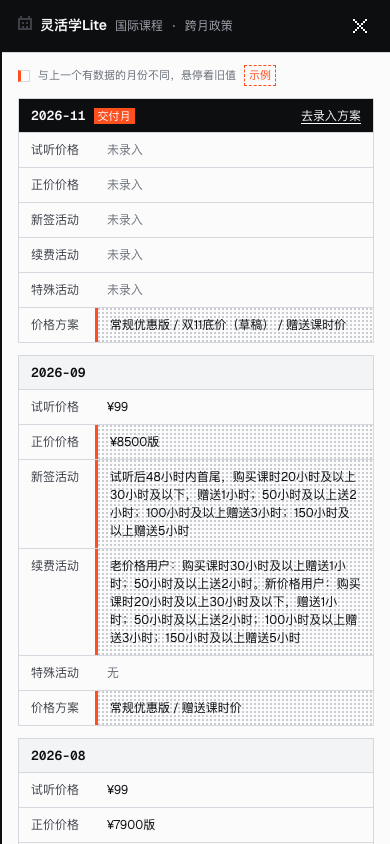 灵活学Lite 国际课程 · 跨月政策
与上一个有数据的月份不同，悬停看旧值 示例
2026-11 交付月 去录入方案
试听价格 未录入
正价价格 未录入
新签活动 未录入
续费活动 未录入
特殊活动 未录入
价格方案 常规优惠版 / 双11底价（草稿） / 赠送课时价
2026-09
试听价格 ¥99
正价价格 ¥8500版
新签活动 试听后48小时内首尾，购买课时20小时及以上
30小时及以下，赠送1小时；50小时及以上送2
小时；100小时及以上赠送3小时；150小时及
以上赠送5小时
续费活动 老价格用户：购买课时30小时及以上赠送1小
时；50小时及以上送2小时。新价格用户：购买
课时20小时及以上30小时及以下，赠送1小
时；50小时及以上送2小时；100小时及以上赠
送3小时；150小时及以上赠送5小时
特殊活动 无
价格方案 常规优惠版 / 赠送课时价
2026-08
试听价格 ¥99
正价价格 ¥7900版